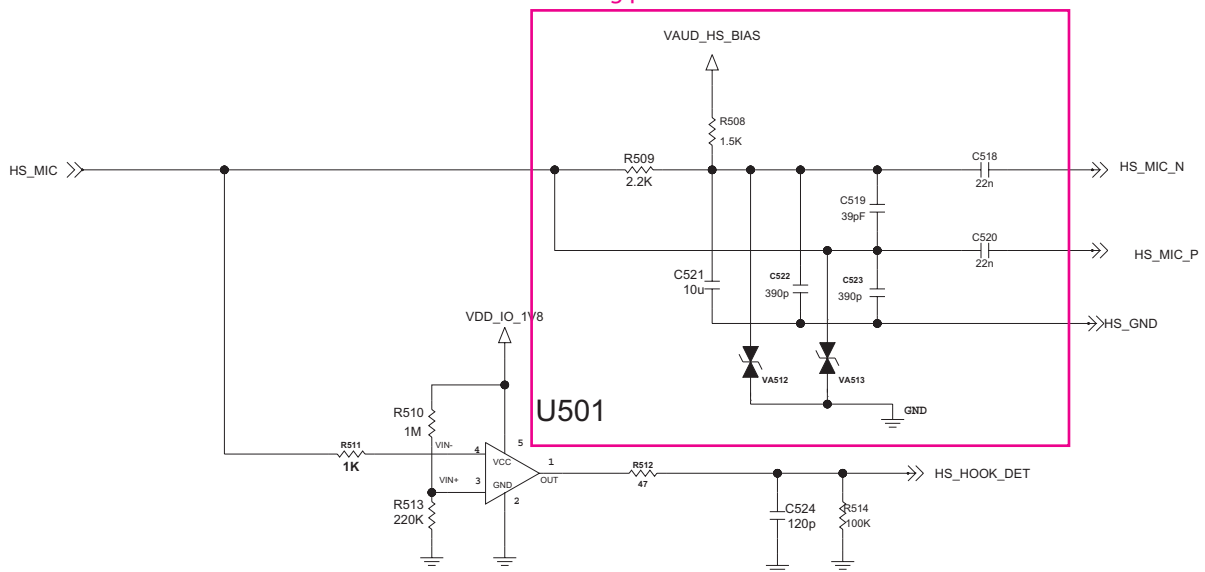 VAUD_HS_BIAS
R508
1.5K
HS_MIC
R509
2.2K
C518
22n
HS_MIC_N
C519
39pF
C520
22n
HS_MIC_P
C521
10u
C522
390p
C523
390p
VDD_IO_1V8
HS_GND
VA512
VA513
U501
GND
R510
1M
R511
1K
VIN-
4
5
VCC
1
OUT
R512
47
HS_HOOK_DET
VIN+
3
GND
2
R513
220K
C524
120p
R514
100K